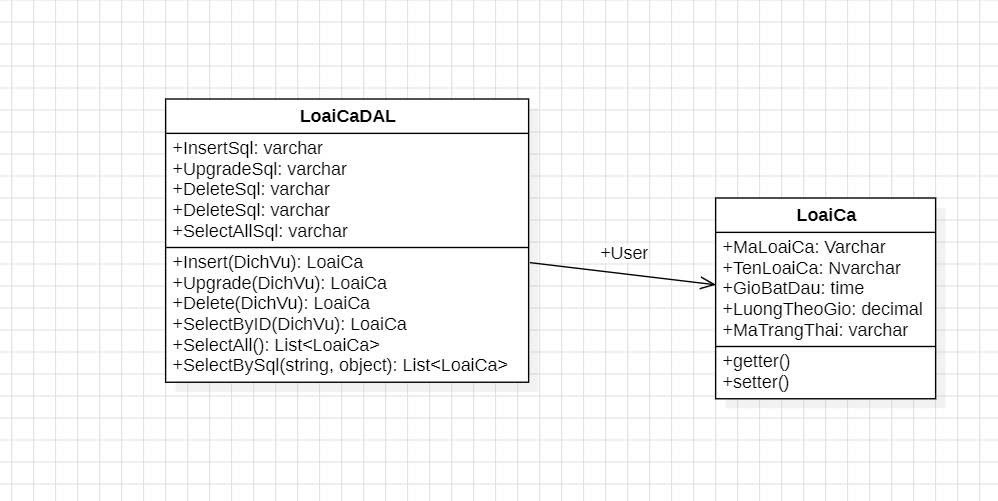 LoaiCaDAL
+InsertSql: varchar
+UpgradeSql: varchar
+DeleteSql: varchar
+DeleteSql: varchar
+SelectAllSql: varchar
+Insert(DichVu): LoaiCa
+Upgrade(DichVu): LoaiCa
+Delete(DichVu): LoaiCa
+SelectByID(DichVu): LoaiCa
+SelectAll(): List<LoaiCa>
+SelectBySql(string, object): List<LoaiCa>
+User
LoaiCa
+MaLoaiCa: Varchar
+TenLoaiCa: Nvarchar
+GioBatDau: time
+LuongTheoGio: decimal
+MaTrangThai: varchar
+getter()
+setter()